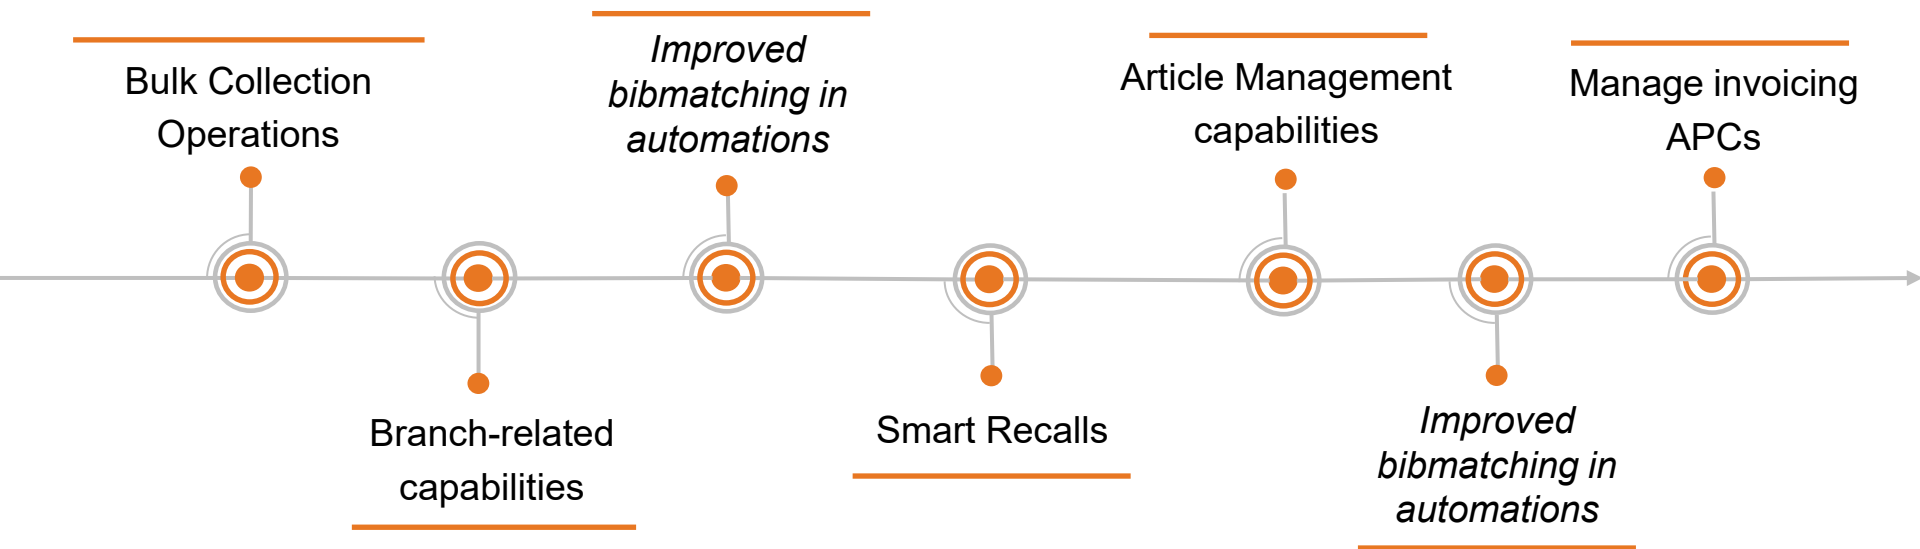 Bulk Collection
Operations
Branch-related
capabilities
Improved
bibmatching in
automations
Smart Recalls
Article Management
capabilities
Improved
bibmatching in
automations
Manage invoicing
APCs